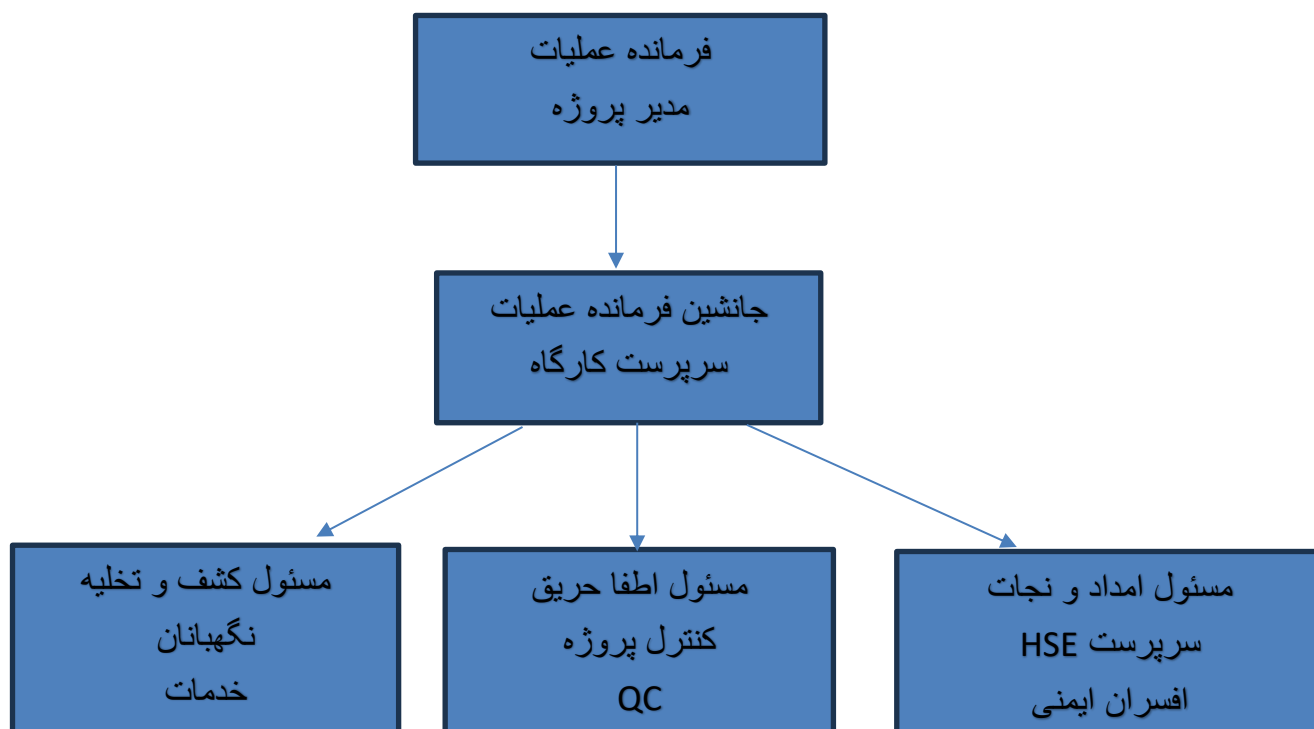 فرمانده عملیات
مدیر پروژه
جانشین فرمانده عملیات
سرپرست کارگاه
مسئول امداد و نجات
سرپرست HSE
افسران ایمنی
مسئول اطفا حریق
کنترل پروژه
QC
مسئول کشف و تخلیه
نگهبانان
خدمات